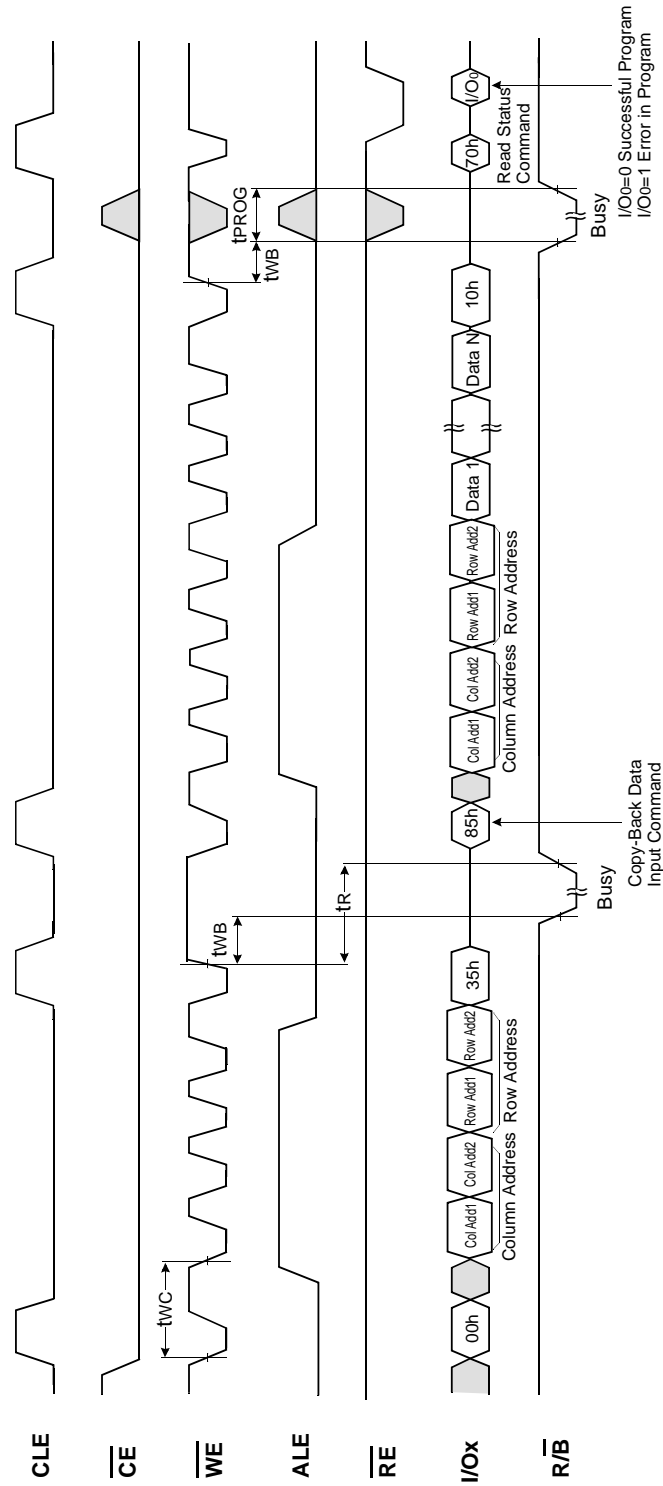 CLE
CE
WE
tWC
tWB
tWB
tPROG
ALE
tR
RE
I/Ox
00h
Col Add1
Col Add2
Row Add1
Row Add2
35h
85h
Col Add1
Col Add2
Row Add1
Row Add2
Data 1
Data N
10h
70h
I/O0
Column Address
Row Address
Column Address
Row Address
Read Status
Command
R/B
Busy
Busy
Copy-Back Data
Input Command
I/O0=0 Successful Program
I/O0=1 Error in Program